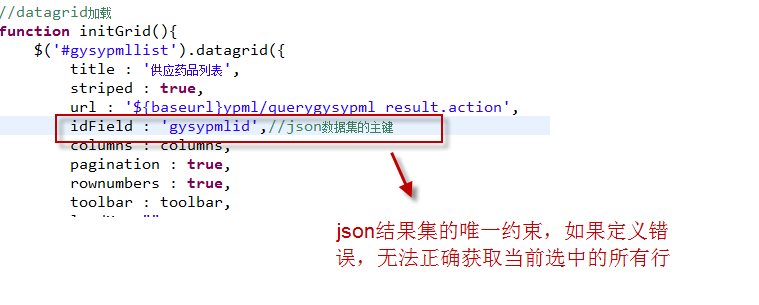 //datagrid加载
function initGrid(){
$('#gysypmllist').datagrid({
title : '供应药品列表',
striped : true,
url : '${baseurl}ypml/querygysypml_result.action',
idField : 'gysypmlid',//json数据集的主键
columns : columns,
pagination : true,
rownumbers : true,
toolbar : toolbar,
json结果集的唯一约束，如果定义错
误，无法正确获取当前选中的所有行